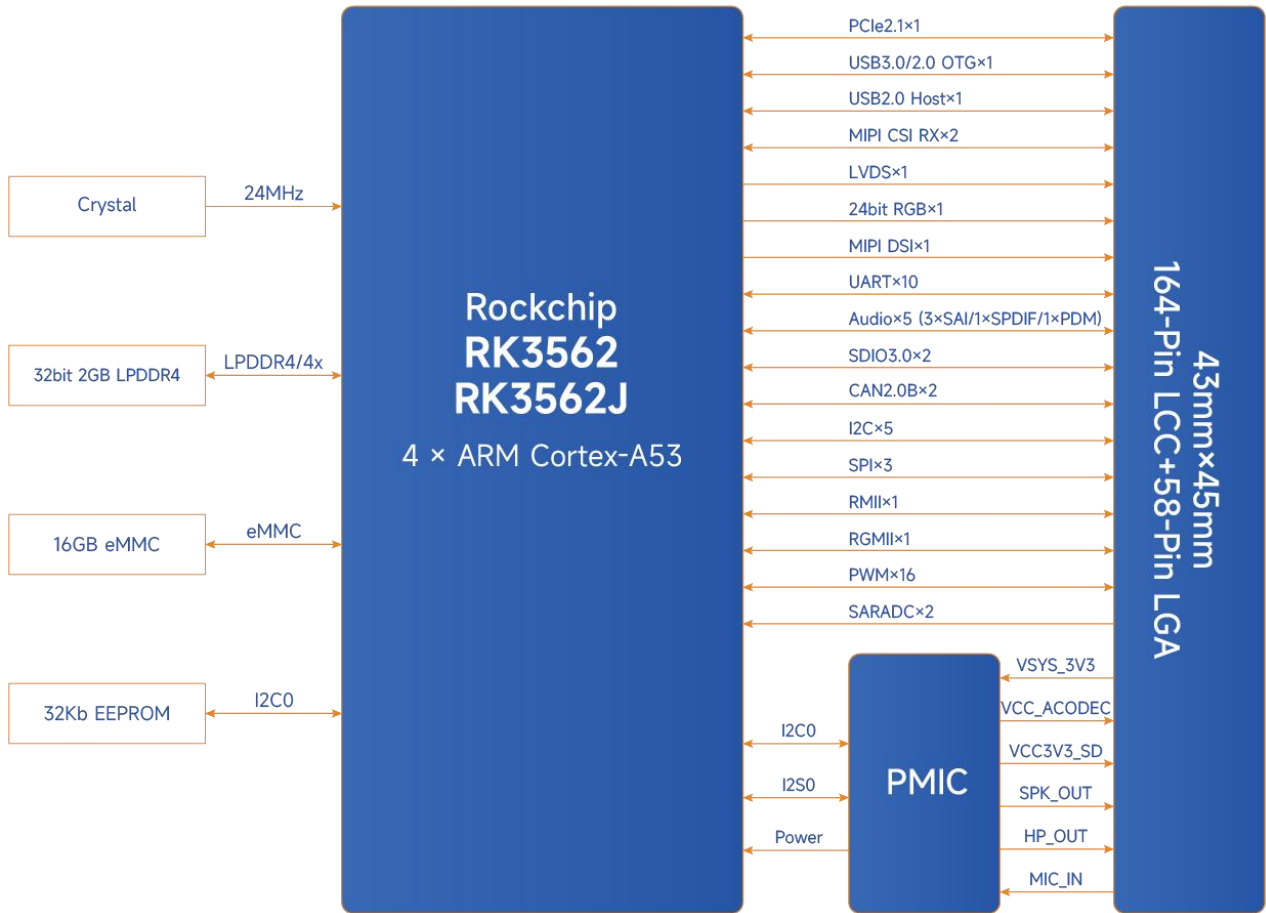 Crystal
24MHz
32bit 2GB LPDDR4
LPDDR4/4x
16GB eMMC
eMMC
32Kb EEPROM
I2C0
Rockchip
RK3562
RK3562J
4 × ARM Cortex-A53
PCIe2.1×1
USB3.0/2.0 OTG×1
USB2.0 Host×1
MIPI CSI RX×2
LVDS×1
24bit RGB×1
MIPI DSI×1
UART×10
Audio×5 (3×SAI/1×SPDIF/1×PDM)
SDIO3.0×2
CAN2.0B×2
I2C×5
SPI×3
RMII×1
RGMII×1
PWM×16
SARADC×2
I2C0
I2S0
Power
PMIC
VSYS_3V3
VCC_ACODEC
VCC3V3_SD
SPK_OUT
HP_OUT
MIC_IN
43mm×45mm
164-Pin LCC+58-Pin LGA